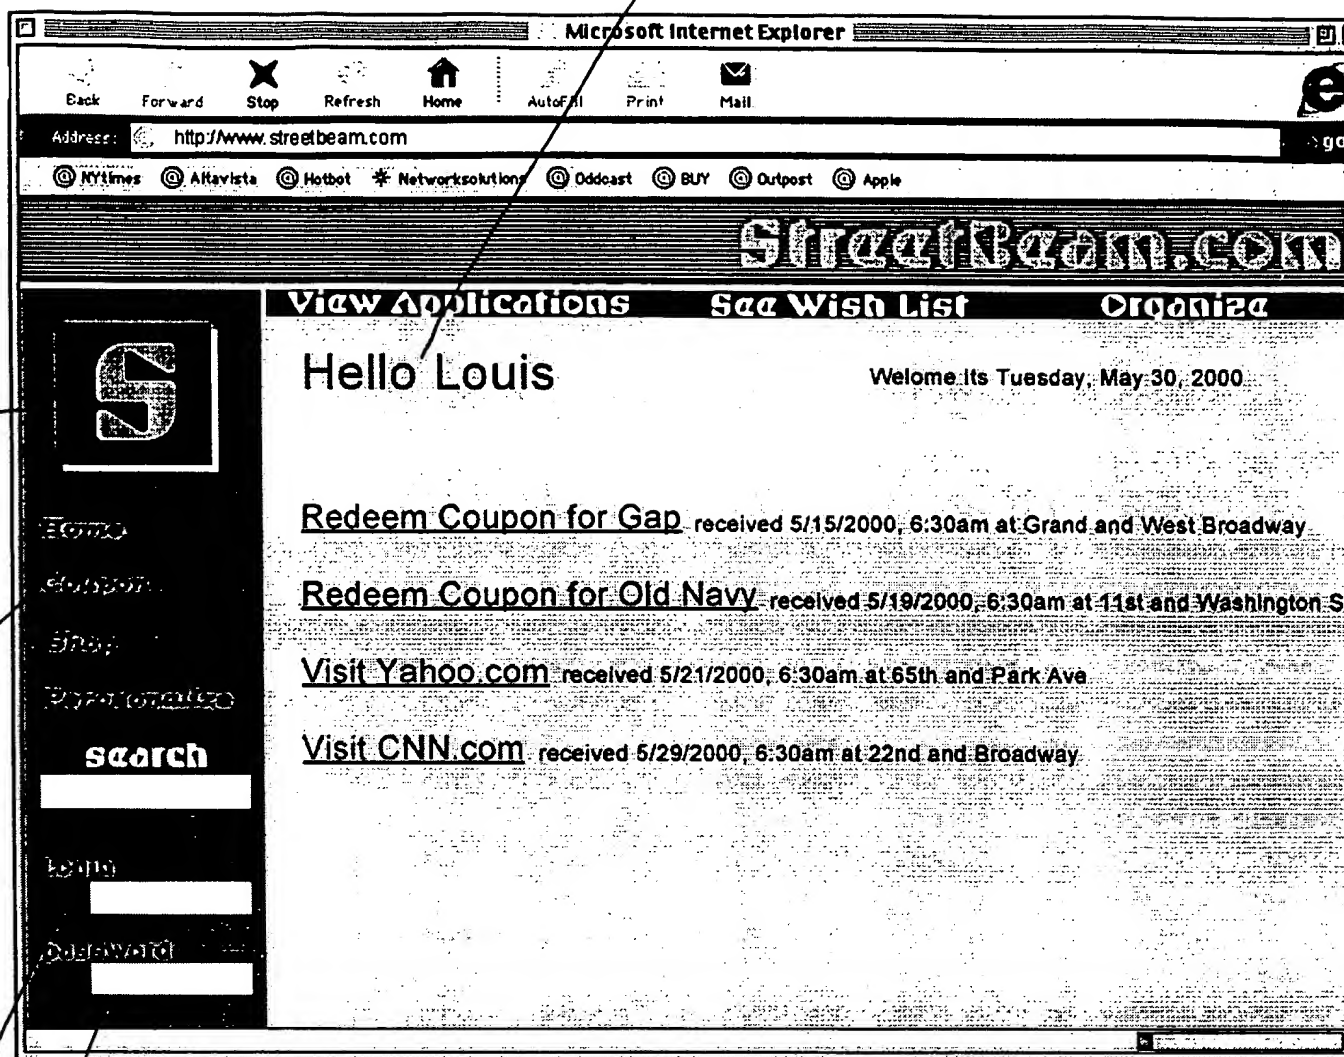 Microsoft Internet Explorer
Back Forward Stop Refresh Home AutoFill Print Mail
Address: http://www.streetbeam.com go
NYtimes Altavista Hotbot Networksolutions Oddcast BUY Outpost Apple
StreetBeam.com
View Applications See Wish List Organize
S
Hello Louis Welome Its Tuesday, May 30, 2000
Home
Redeem Coupon for Gap received 5/15/2000, 6:30am at Grand and West Broadway
Coupon
Redeem Coupon for Old Navy received 5/19/2000, 6:30am at 11st and Washington S
Shop
Visit Yahoo.com received 5/21/2000, 6:30am at 65th and Park Ave
Personalize
search
Visit CNN.com received 5/29/2000, 6:30am at 22nd and Broadway
Login
password